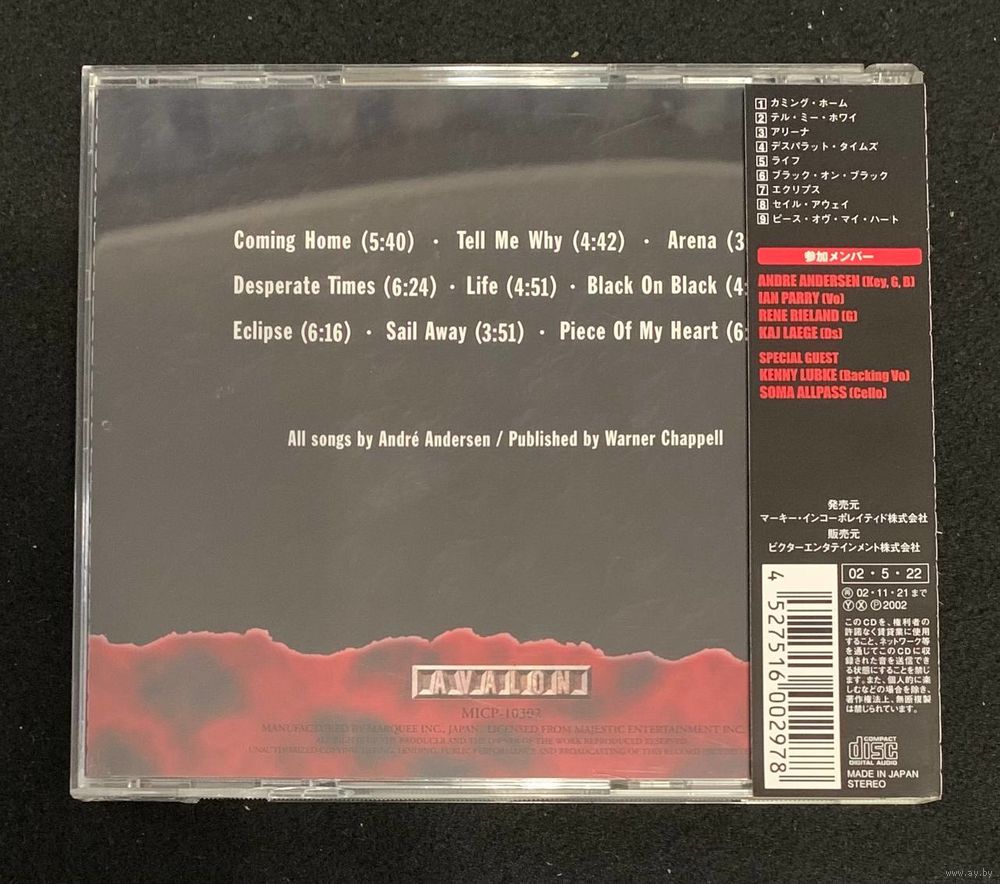 Coming Home (5:40) · Tell Me Why (4:42) · Arena (3
Desperate Times (6:24) · Life (4:51) · Black On Black (4:
Eclipse (6:16) · Sail Away (3:51) · Piece Of My Heart (6:
All songs by André Andersen / Published by Warner Chappell
AVALON
MICP-10302
MANUFACTURED BY MARQUEE INC., JAPAN. LICENSED FROM MAJESTIC ENTERTAINMENT INC.
1 カミング・ホーム
2 テル・ミー・ホワイ
3 アリーナ
4 デスパラット・タイムズ
5 ライフ
6 ブラック・オン・ブラック
7 エクリプス
8 セイル・アウェイ
9 ピース・オヴ・マイ・ハート
参加メンバー
ANDRE ANDERSEN (Key, G, B)
IAN PARRY (Vo)
RENE RIELAND (G)
KAJ LAEGE (Ds)
SPECIAL GUEST
KENNY LUBKE (Backing Vo)
SOMA ALLPASS (Cello)
発売元
マーキー・インコーポレイティド株式会社
販売元
ビクターエンタテインメント株式会社
4 527516 002978
02・5・22
Ⓡ 02・11・21まで
Ⓨ Ⓧ Ⓟ2002
このCDを、権利者の
許諾なく賃貸業に使用
すること、ネットワーク等
を通じてこのCDに収
録された音を送信でき
る状態にすることを禁じ
ます。また、個人的に楽
しむなどの場合を除き、
著作権法上、無断複製
は禁じられています。
COMPACT
disc
DIGITAL AUDIO
MADE IN JAPAN
STEREO
www.ay.by